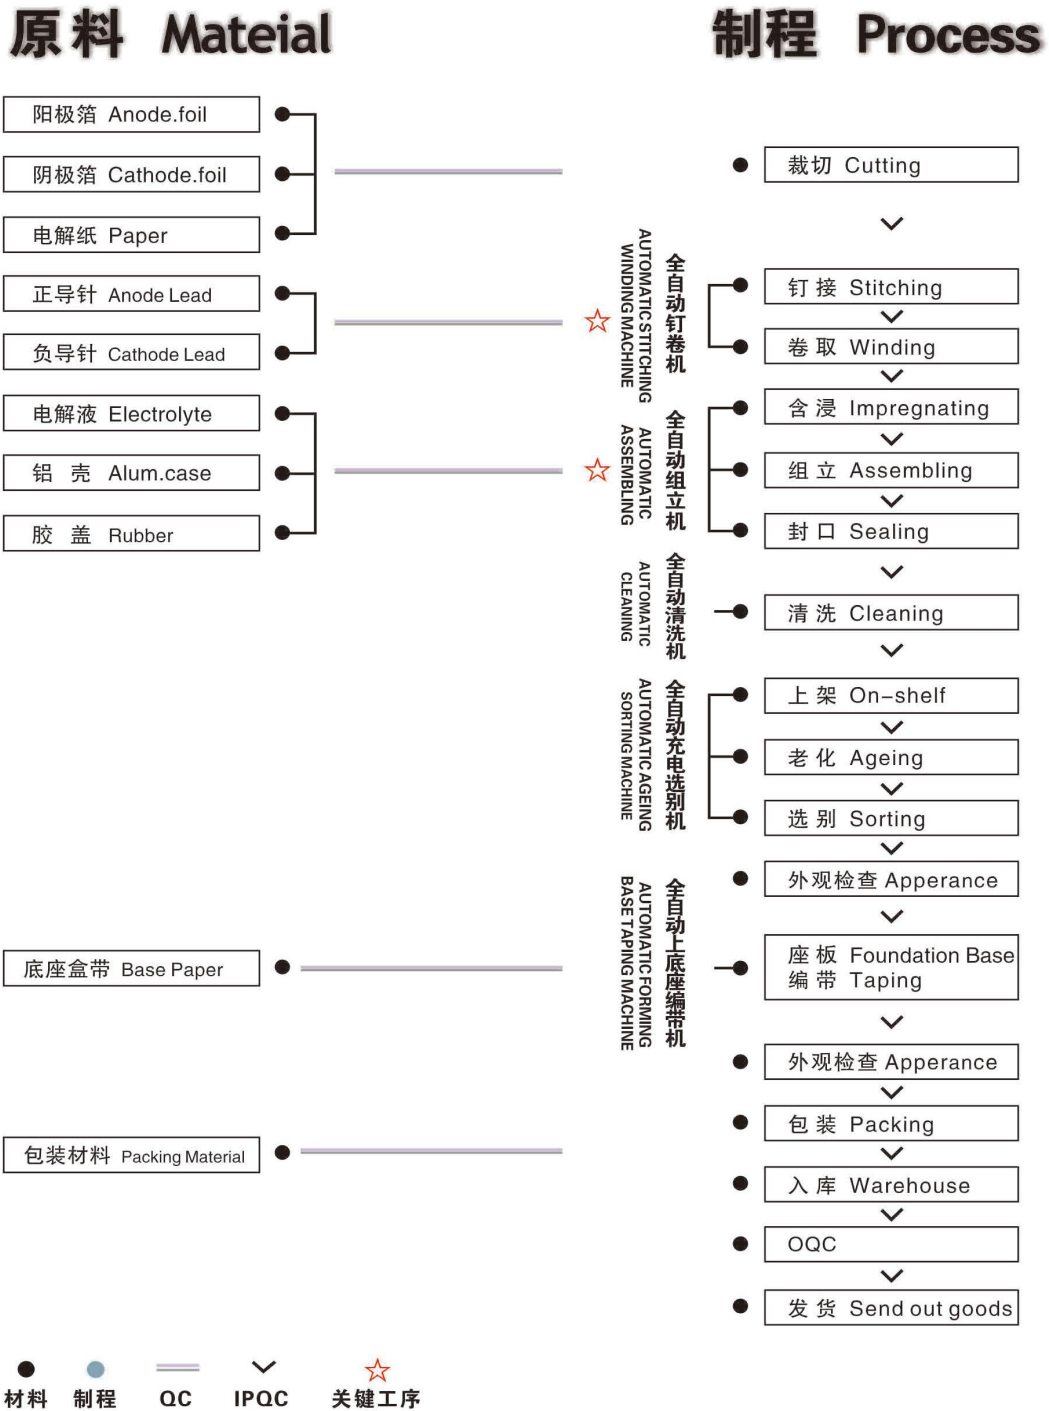 原料 Mateial
阳极箔 Anode.foil
阴极箔 Cathode.foil
电解纸 Paper
正导针 Anode Lead
负导针 Cathode Lead
电解液 Electrolyte
铝 壳 Alum.case
胶 盖 Rubber
底座盒带 Base Paper
包装材料 Packing Material
制程 Process
全自动钉卷机
AUTOMATIC STITCHING
WINDING MACHINE
全自动组立机
AUTOMATIC
ASSEMBLING
全自动清洗机
AUTOMATIC
CLEANING
全自动充电选别机
AUTOMATIC AGEING
SORTING MACHINE
全自动上底座编带机
AUTOMATIC FORMING
BASE TAPING MACHINE
裁切 Cutting
钉 接 Stitching
卷 取 Winding
含 浸 Impregnating
组 立 Assembling
封 口 Sealing
清 洗 Cleaning
上 架 On-shelf
老 化 Ageing
选 别 Sorting
外观检查 Apperance
座 板 Foundation Base
编 带 Taping
外观检查 Apperance
包 装 Packing
入 库 Warehouse
OQC
发 货 Send out goods
材料 制程 QC IPQC 关键工序